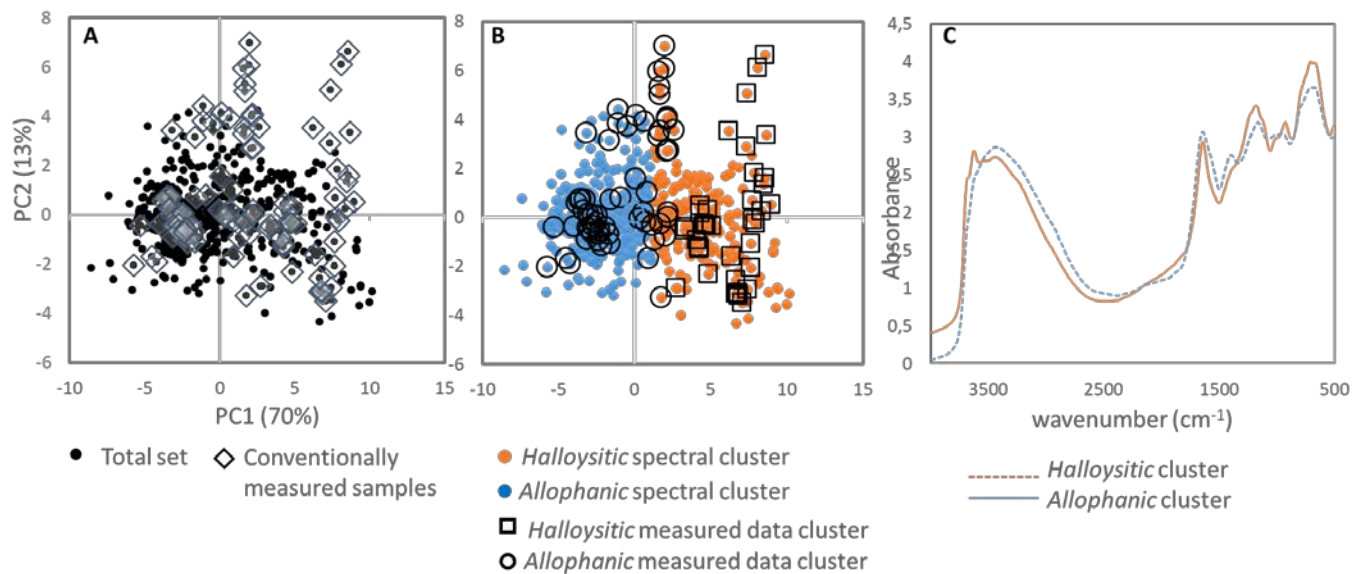 A
8
6
4
2
0
-2
-4
-6
-10 -5 0 5 10 15
PC2 (13%)
PC1 (70%)
● Total set ◇ Conventionally
measured samples
B
8
6
4
2
0
-2
-4
-6
-10 -5 0 5 10 15
Halloysitic spectral cluster
Allophanic spectral cluster
Halloysitic measured data cluster
Allophanic measured data cluster
C
4,5
4
3,5
3
2,5
2
1,5
1
0,5
0
Absorbance
3500 2500 1500 500
wavenumber (cm⁻¹)
Halloysitic cluster
Allophanic cluster